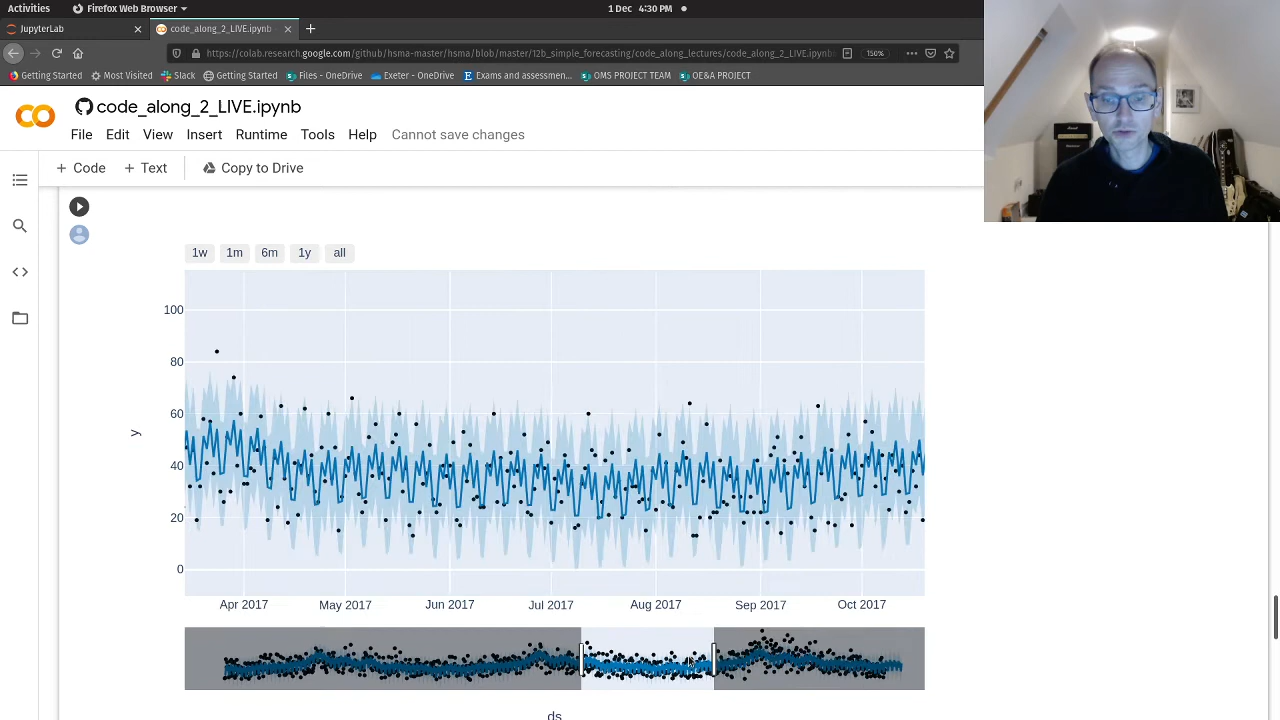 Activities
Firefox Web Browser
1 Dec 4:30 PM
JupyterLab
code_along_2_LIVE.ipynb
https://colab.research.google.com/github/hsma-master/hsma/blob/master/12b_simple_forecasting/code_along_lectures/code_along_2_LIVE.ipynb
150%
Getting Started
Most Visited
Slack
Getting Started
Files - OneDrive
Exeter - OneDrive
Exams and assessmen...
OMS PROJECT TEAM
OE&A PROJECT
code_along_2_LIVE.ipynb
File Edit View Insert Runtime Tools Help Cannot save changes
+ Code + Text Copy to Drive
1w 1m 6m 1y all
100
80
60
40
20
0
y
Apr 2017 May 2017 Jun 2017 Jul 2017 Aug 2017 Sep 2017 Oct 2017
ds